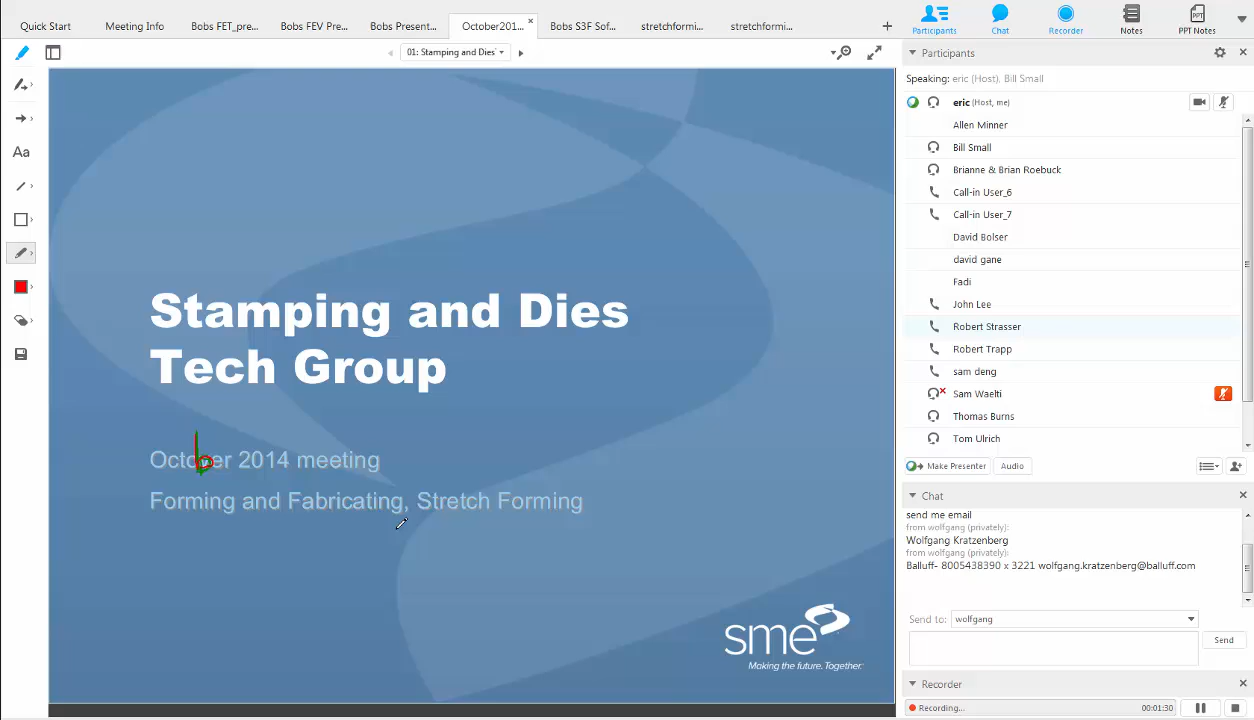 Quick Start
Meeting Info
Bobs FET_pre...
Bobs FEV Pre...
Bobs Present...
October201...
Bobs S3F Sof...
stretchformi...
stretchformi...
Participants
Chat
Recorder
Notes
PPT
PPT Notes
01: Stamping and Dies
Aa
Stamping and Dies
Tech Group
October 2014 meeting
Forming and Fabricating, Stretch Forming
sme
Making the future. Together.
Participants
Speaking: eric (Host), Bill Small
eric (Host, me)
Allen Minner
Bill Small
Brianne & Brian Roebuck
Call-in User_6
Call-in User_7
David Bolser
david gane
Fadi
John Lee
Robert Strasser
Robert Trapp
sam deng
Sam Waelti
Thomas Burns
Tom Ulrich
Make Presenter
Audio
Chat
send me email
from wolfgang (privately):
Wolfgang Kratzenberg
from wolfgang (privately):
Balluff- 8005438390 x 3221 wolfgang.kratzenberg@balluff.com
Send to: wolfgang
Send
Recorder
Recording...
00:01:30